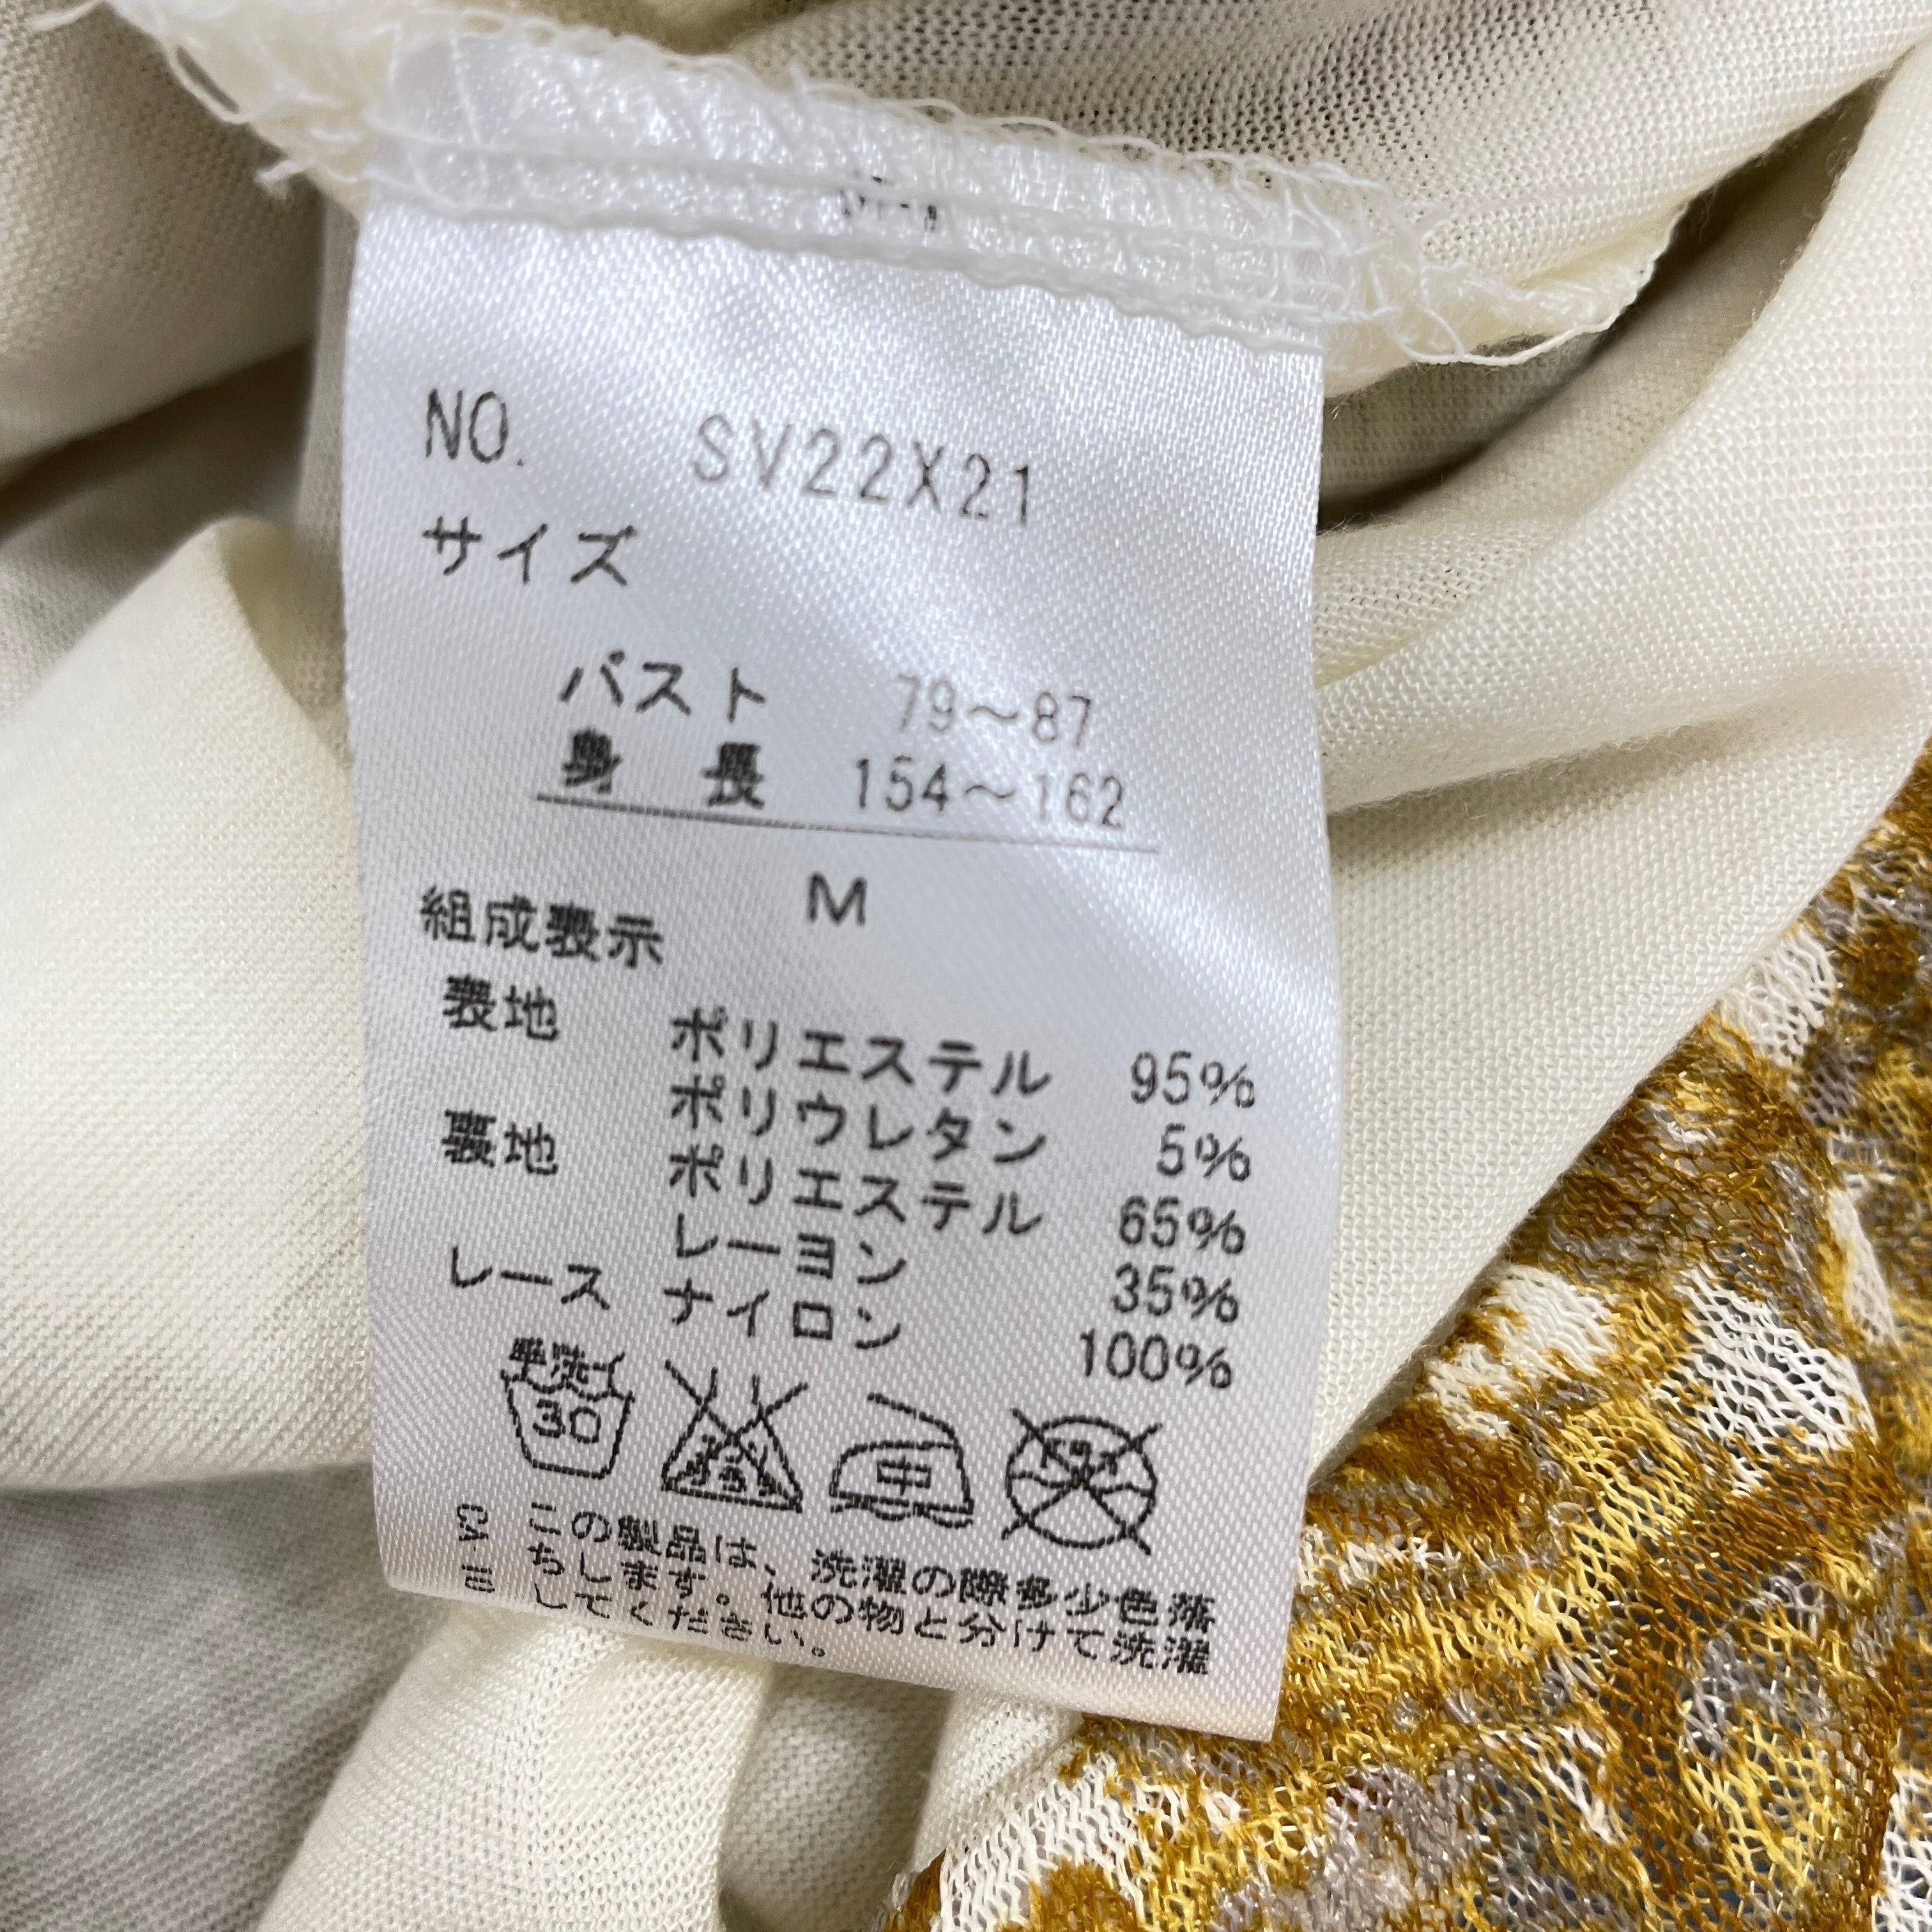 NO. SV22X21
サイズ
バスト 79～87
身長 154～162
M
組成表示
表地 ポリエステル 95%
ポリウレタン 5%
裏地 ポリエステル 65%
レーヨン 35%
レース ナイロン 100%
手洗イ
30
中
CA この製品は、洗濯の際多少色落
ちします。他の物と分けて洗濯
してください。